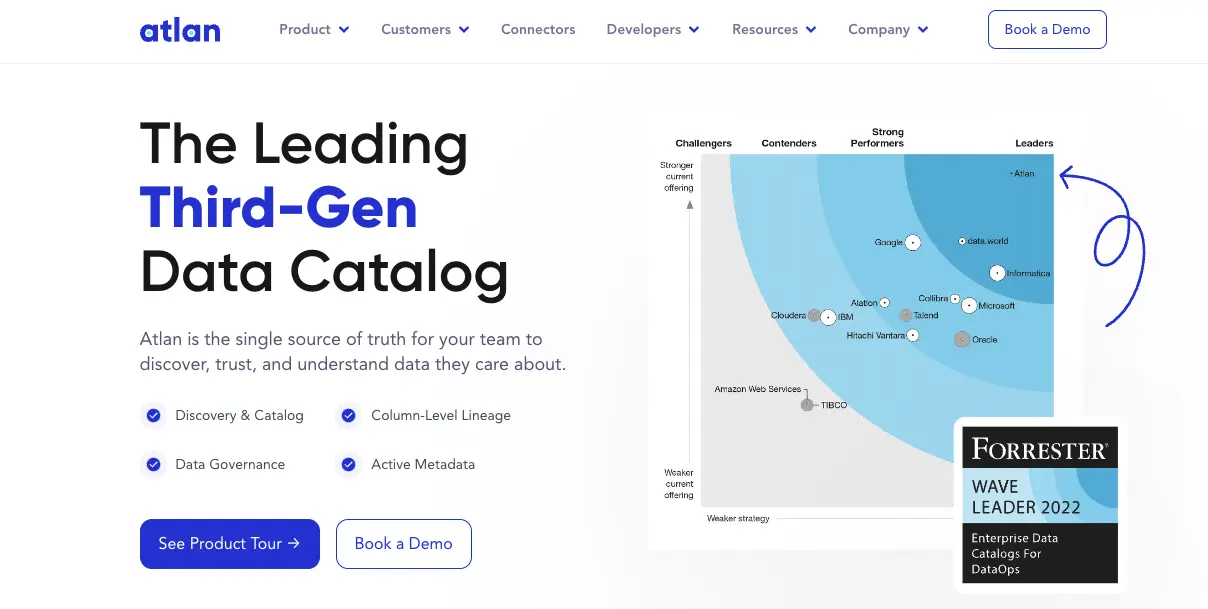 atlan
Product
Customers
Connectors
Developers
Resources
Company
Book a Demo
The Leading
Third-Gen
Data Catalog
Atlan is the single source of truth for your team to
discover, trust, and understand data they care about.
Discovery & Catalog
Column-Level Lineage
Data Governance
Active Metadata
See Product Tour →
Book a Demo
Challengers
Contenders
Strong
Performers
Leaders
Stronger
current
offering
Atlan
Google
data.world
Informatica
Alation
Collibra
Microsoft
Cloudera
IBM
Talend
Hitachi Vantara
Oracle
Amazon Web Services
TIBCO
Weaker
current
offering
Weaker strategy
FORRESTER®
WAVE
LEADER 2022
Enterprise Data
Catalogs For
DataOps